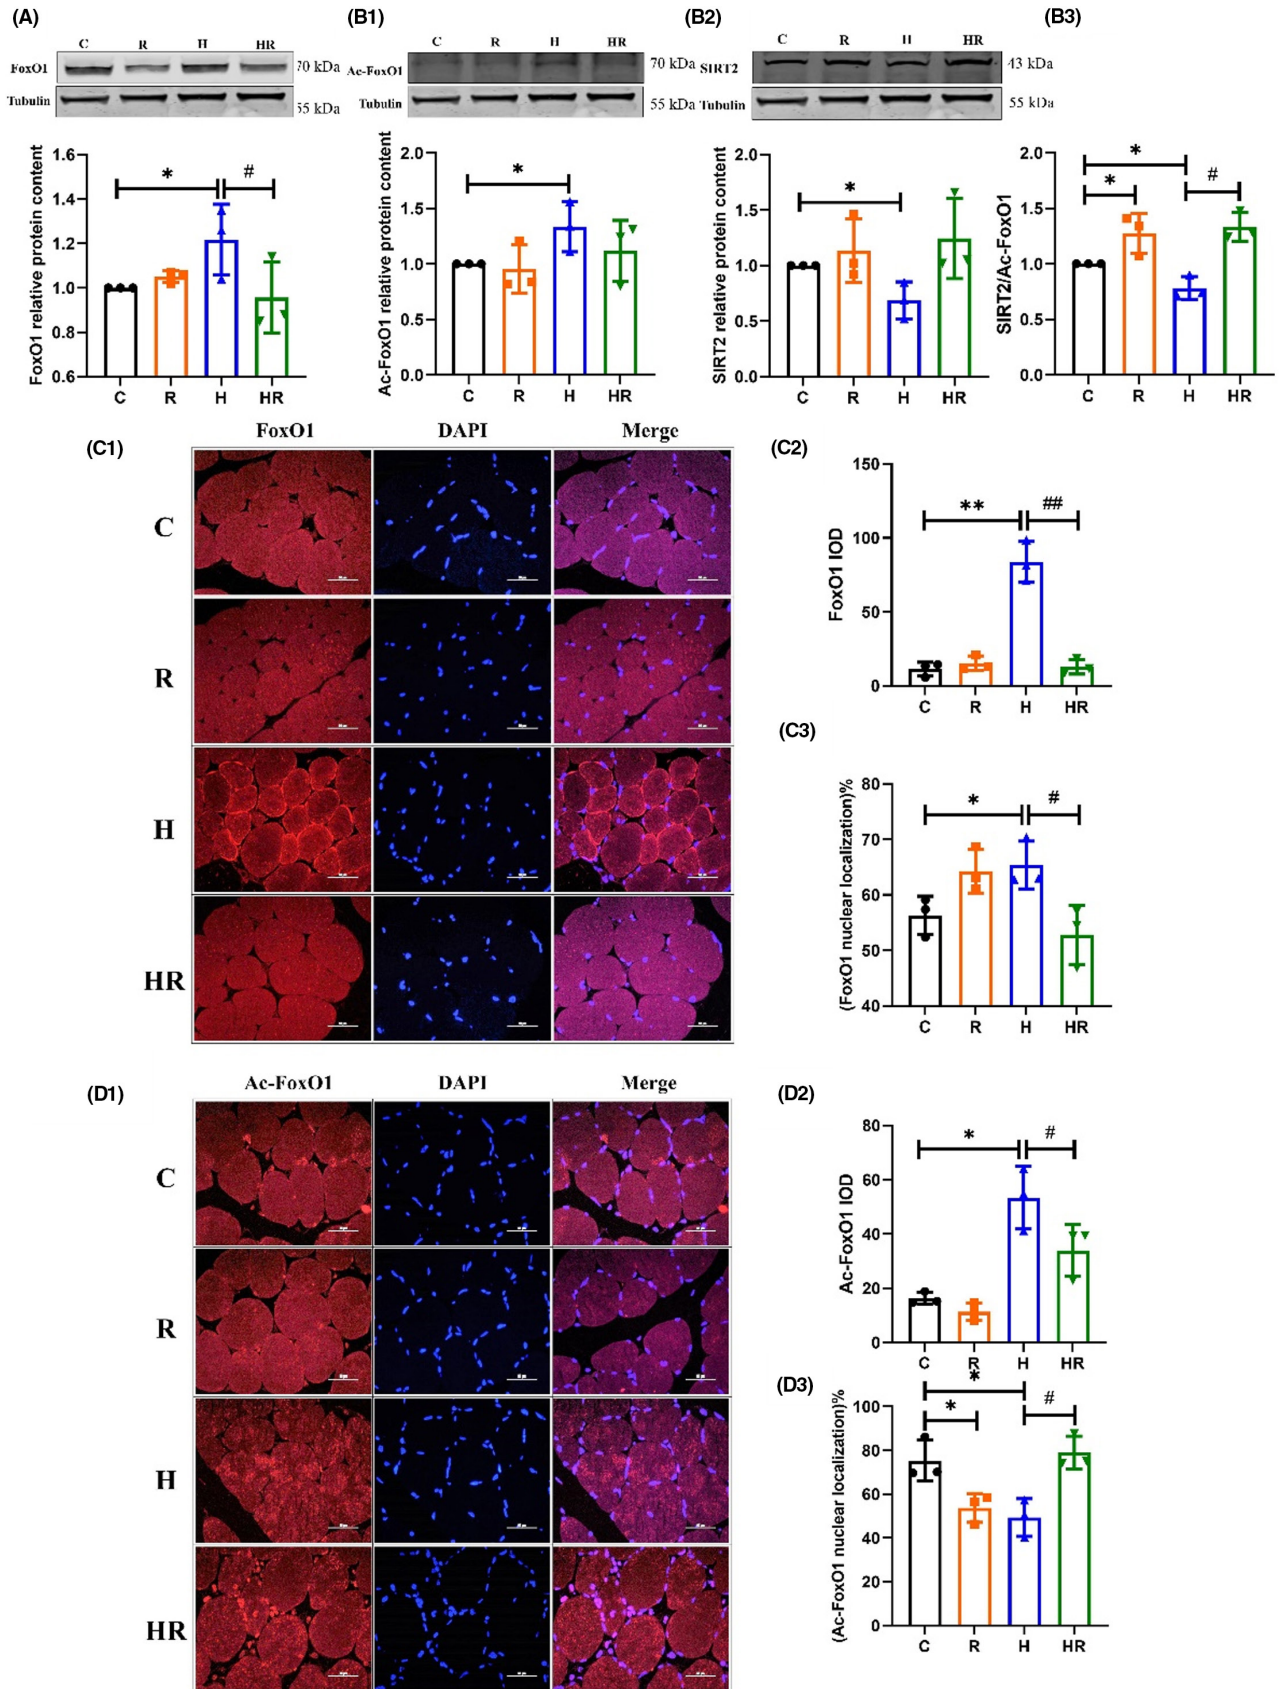 (A)
(B1)
(B2)
(B3)
C R H HR
FoxO1
70 kDa
Tubulin
55 kDa
C R H HR
Ac-FoxO1
70 kDa
Tubulin
55 kDa
C R H HR
SIRT2
43 kDa
Tubulin
55 kDa
FoxO1 relative protein content
1.6
1.4
1.2
1.0
0.8
0.6
* #
C R H HR
Ac-FoxO1 relative protein content
2.0
1.5
1.0
0.5
0.0
*
C R H HR
SIRT2 relative protein content
2.0
1.5
1.0
0.5
0.0
*
C R H HR
SIRT2/Ac-FoxO1
2.0
1.5
1.0
0.5
0.0
*
* #
C R H HR
(C1)
FoxO1 DAPI Merge
C
R
H
HR
(C2)
FoxO1 IOD
150
100
50
0
** ##
C R H HR
(C3)
(FoxO1 nuclear localization)%
80
70
60
50
40
* #
C R H HR
(D1)
Ac-FoxO1 DAPI Merge
C
R
H
HR
(D2)
Ac-FoxO1 IOD
80
60
40
20
0
* #
C R H HR
(D3)
(Ac-FoxO1 nuclear localization)%
100
80
60
40
20
0
*
* #
C R H HR